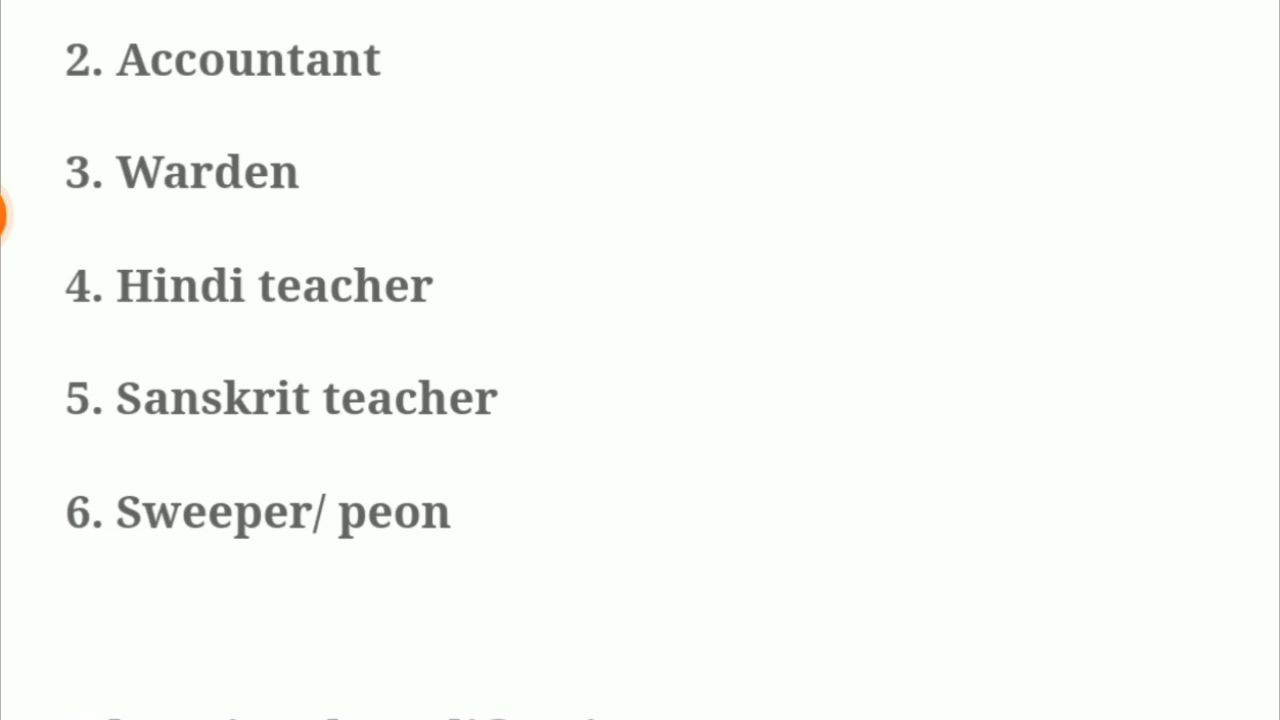 2. Accountant
3. Warden
4. Hindi teacher
5. Sanskrit teacher
6. Sweeper/ peon